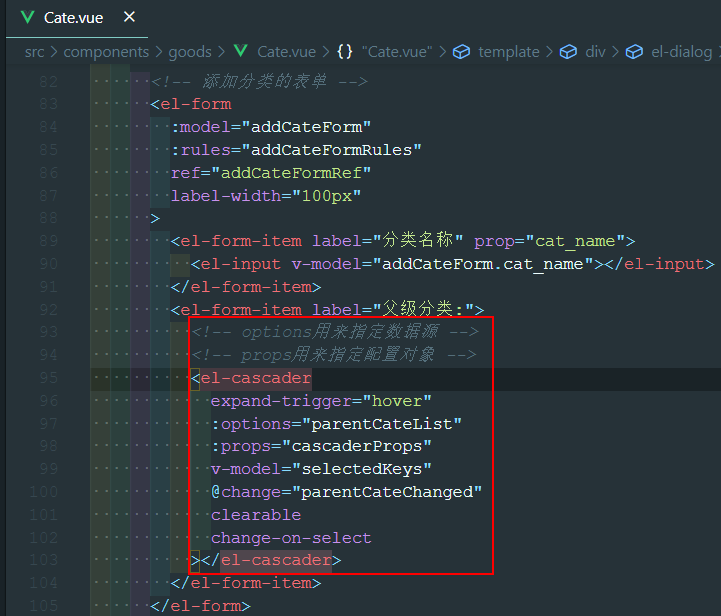 Cate.vue ×
src > components > goods > Cate.vue > {} "Cate.vue" > template > div > el-dialog
82 <!-- 添加分类的表单 -->
83 <el-form
84 :model="addCateForm"
85 :rules="addCateFormRules"
86 ref="addCateFormRef"
87 label-width="100px"
88 >
89 <el-form-item label="分类名称" prop="cat_name">
90 <el-input v-model="addCateForm.cat_name"></el-input>
91 </el-form-item>
92 <el-form-item label="父级分类:">
93 <!-- options用来指定数据源 -->
94 <!-- props用来指定配置对象 -->
95 <el-cascader
96 expand-trigger="hover"
97 :options="parentCateList"
98 :props="cascaderProps"
99 v-model="selectedKeys"
100 @change="parentCateChanged"
101 clearable
102 change-on-select
103 ></el-cascader>
104 </el-form-item>
105 </el-form>